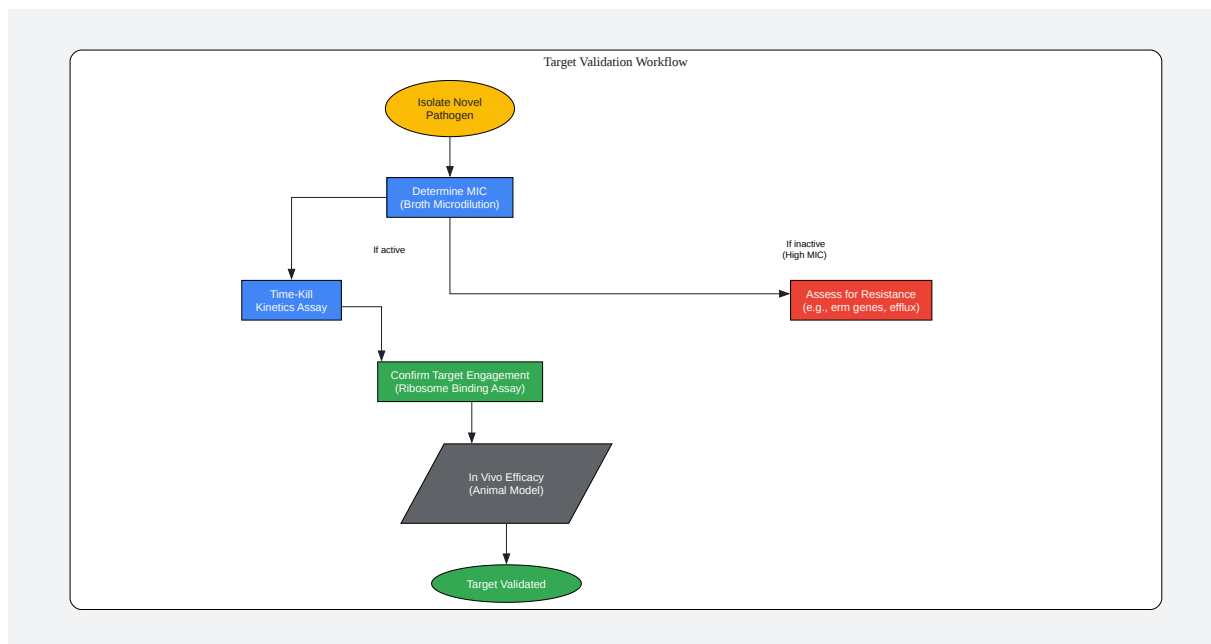 Target Validation Workflow
Isolate Novel
Pathogen
Determine MIC
(Broth Microdilution)
If active
If inactive
(High MIC)
Time-Kill
Kinetics Assay
Assess for Resistance
(e.g., erm genes, efflux)
Confirm Target Engagement
(Ribosome Binding Assay)
In Vivo Efficacy
(Animal Model)
Target Validated